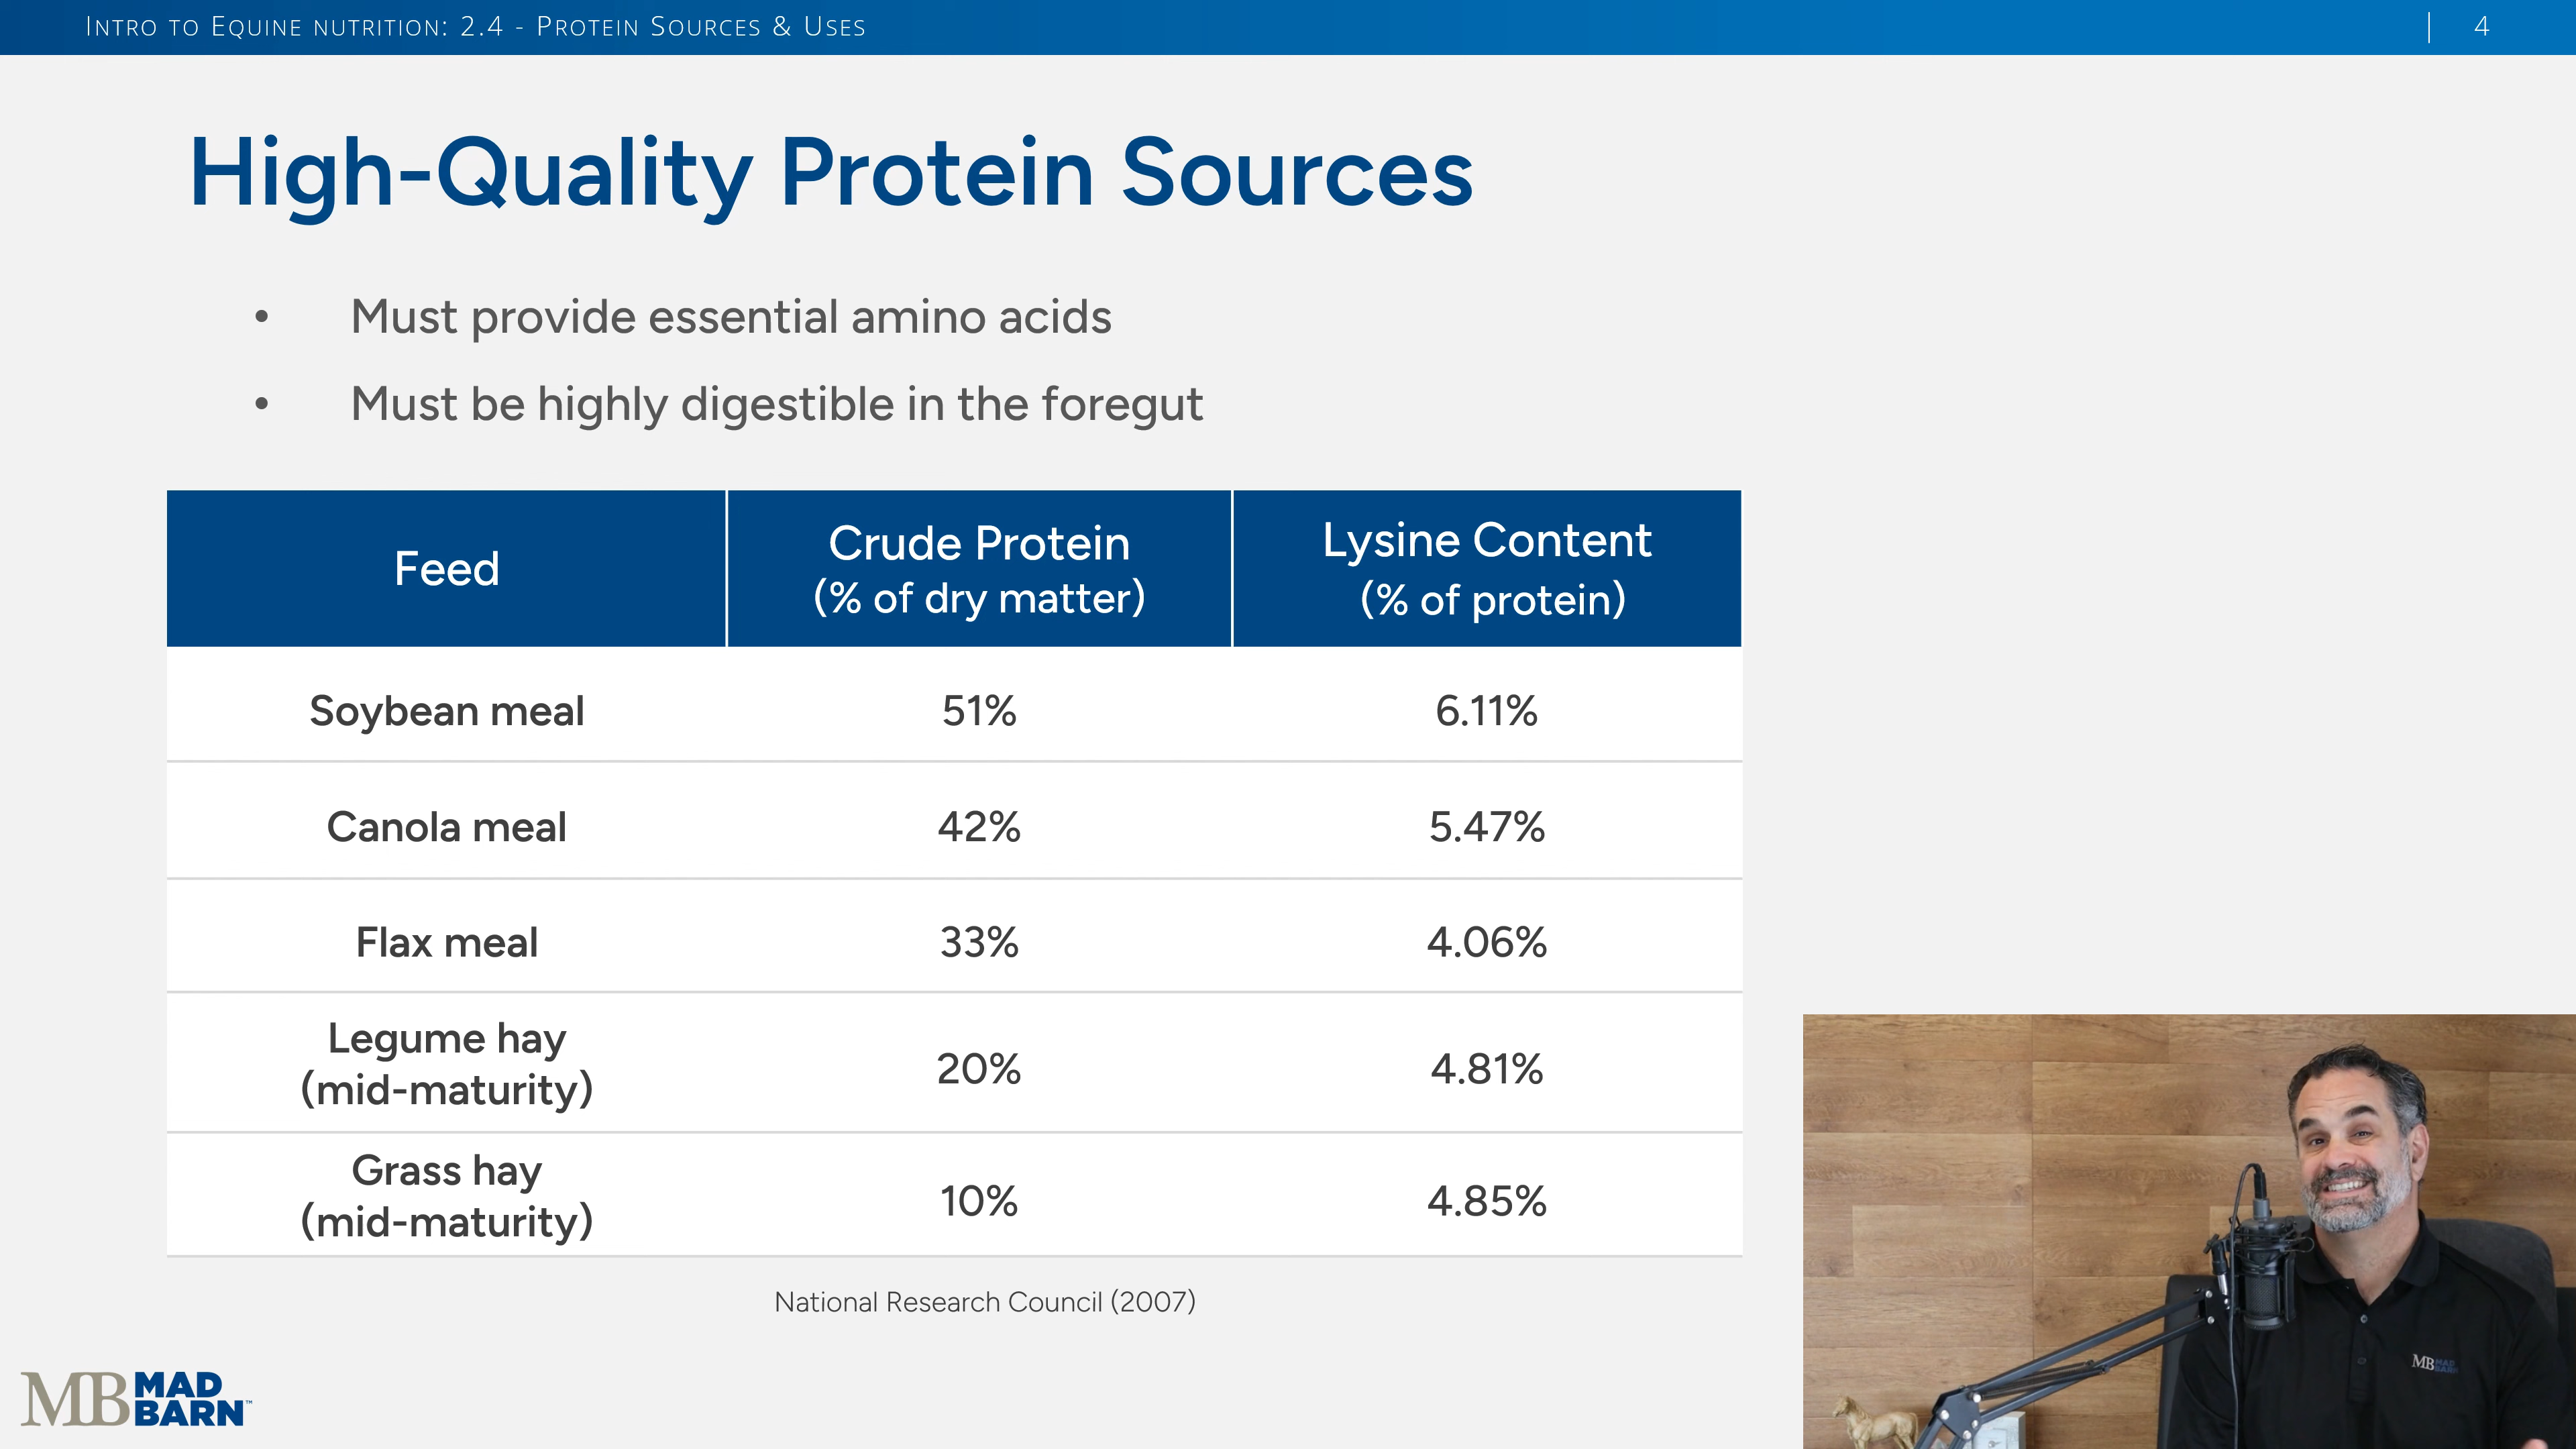 Intro to Equine nutrition: 2.4 - Protein Sources & Uses | 4
High-Quality Protein Sources
• Must provide essential amino acids
• Must be highly digestible in the foregut
Feed
Crude Protein
(% of dry matter)
Lysine Content
(% of protein)
Soybean meal 51% 6.11%
Canola meal 42% 5.47%
Flax meal 33% 4.06%
Legume hay
(mid-maturity) 20% 4.81%
Grass hay
(mid-maturity) 10% 4.85%
National Research Council (2007)
MB MAD
BARN™
MB MAD
BARN